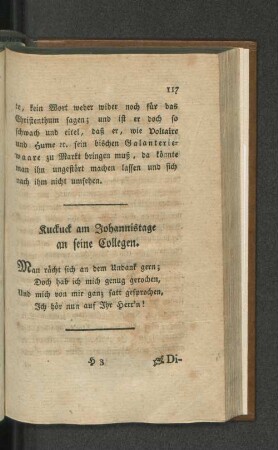 117
te, kein Wort weder wider noch für das
Christenthum sagen; und ist er doch so
schwach und eitel, daß er, wie Voltaire
und Hume ꝛc. sein bischen Galanterie-
waare zu Markt bringen muß, da könnte
man ihn ungestört machen lassen und sich
nach ihm nicht umsehen.
Kuckuck am Johannistage
an seine Collegen.
Man rächt sich an dem Undank gern;
Doch hab ich mich genug gerochen,
Und mich von mir ganz satt gesprochen,
Ich hör nun auf Ihr Herrn!
H 3
Di-